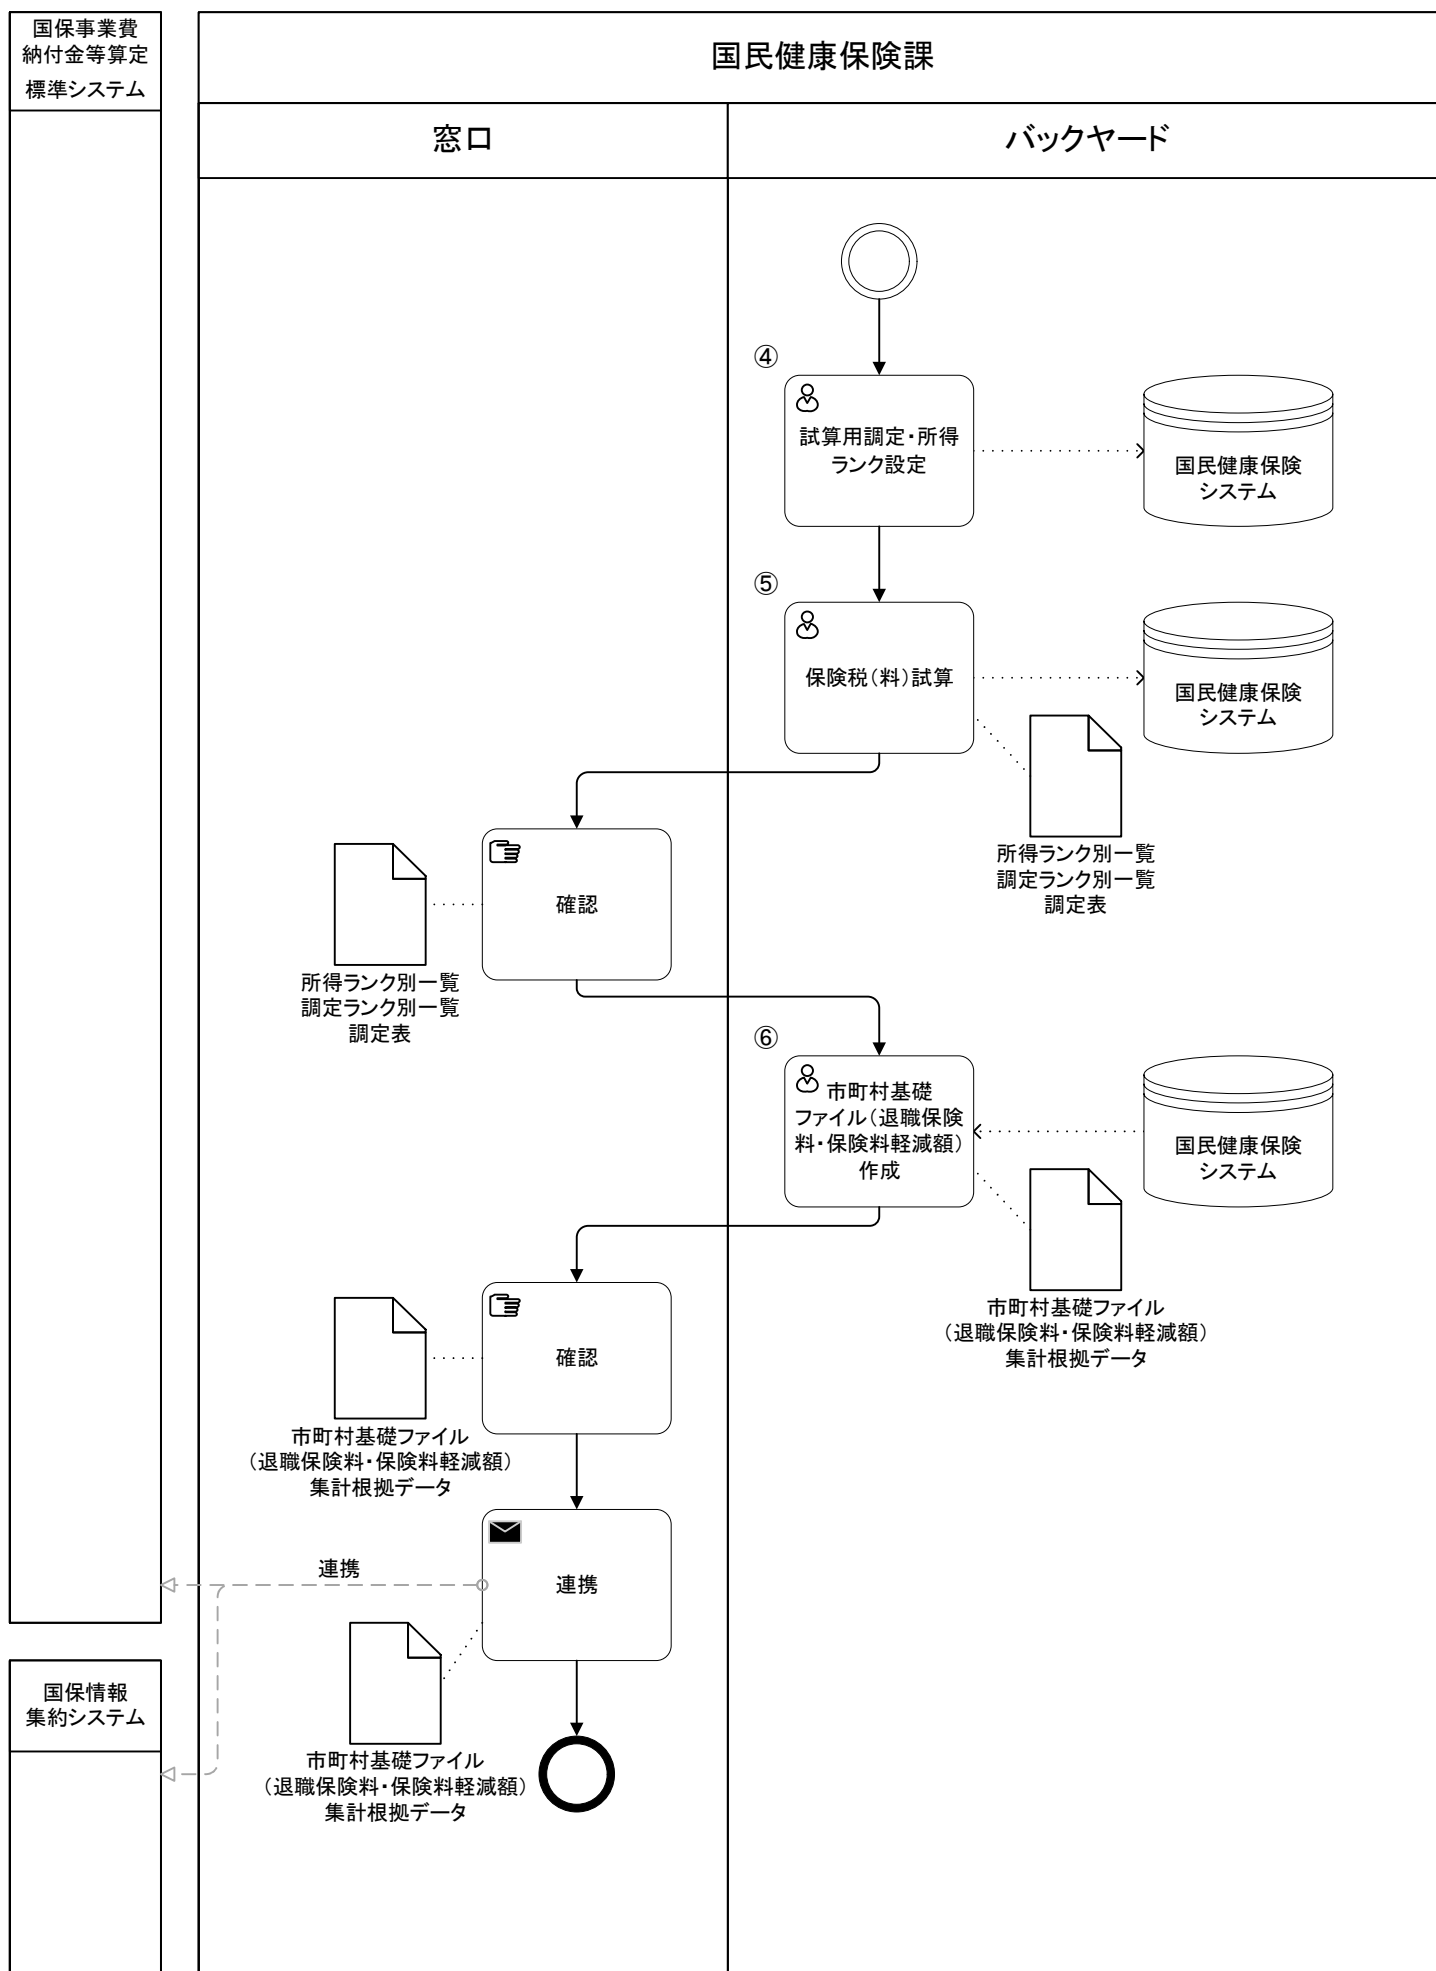 国保事業費
納付金等算定
標準システム
国民健康保険課
窓口
バックヤード
④
試算用調定・所得
ランク設定
国民健康保険
システム
⑤
保険税（料）試算
国民健康保険
システム
所得ランク別一覧
調定ランク別一覧
調定表
確認
所得ランク別一覧
調定ランク別一覧
調定表
⑥
市町村基礎
ファイル（退職保険
料・保険料軽減額）
作成
国民健康保険
システム
市町村基礎ファイル
（退職保険料・保険料軽減額）
集計根拠データ
確認
市町村基礎ファイル
（退職保険料・保険料軽減額）
集計根拠データ
連携
連携
市町村基礎ファイル
（退職保険料・保険料軽減額）
集計根拠データ
国保情報
集約システム